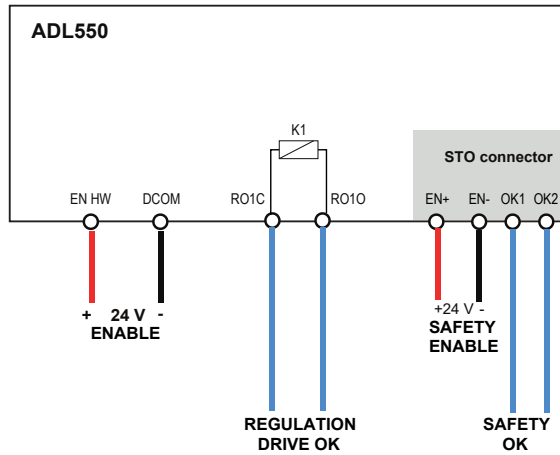 ADL550
K1
STO connector
EN HW DCOM RO1C RO1O EN+ EN- OK1 OK2
+ 24 V -
ENABLE
+24 V -
SAFETY
ENABLE
REGULATION
DRIVE OK
SAFETY
OK